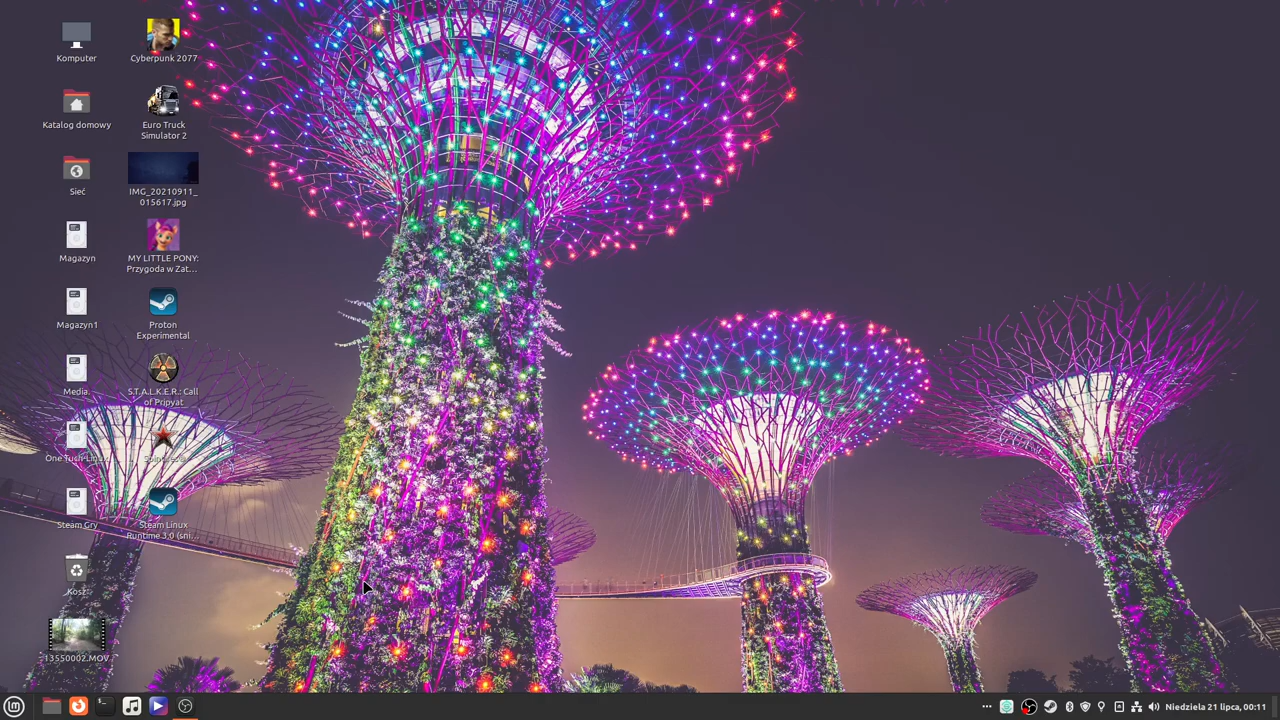 Komputer
Cyberpunk 2077
Katalog domowy
Euro Truck
Simulator 2
Sieć
IMG_20210911_
015617.jpg
Magazyn
MY LITTLE PONY:
Przygoda w Zat...
Magazyn1
Proton
Experimental
Media
S.T.A.L.K.E.R.: Call
of Pripyat
Steam Gry
Steam Linux
Runtime 3.0 (sni...
Kosz
13550002.MOV
Niedziela 21 lipca, 00:11